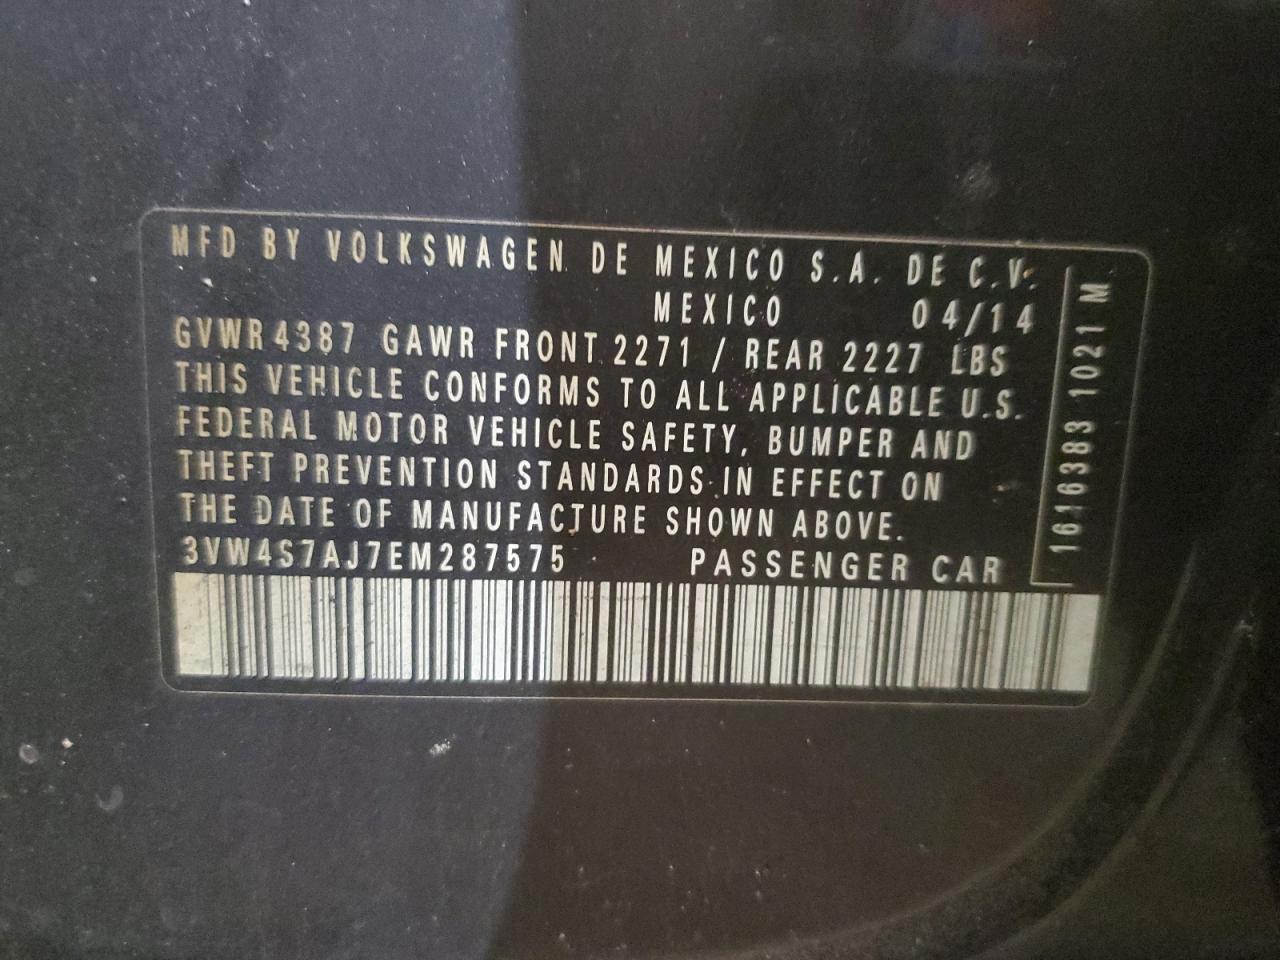 MFD BY VOLKSWAGEN DE MEXICO S.A. DE C.V.
MEXICO 04/14
GVWR 4387 GAWR FRONT 2271 / REAR 2227 LBS
THIS VEHICLE CONFORMS TO ALL APPLICABLE U.S.
FEDERAL MOTOR VEHICLE SAFETY, BUMPER AND
THEFT PREVENTION STANDARDS IN EFFECT ON
THE DATE OF MANUFACTURE SHOWN ABOVE.
3VW4S7AJ7EM287575 PASSENGER CAR
1616383 1021 M